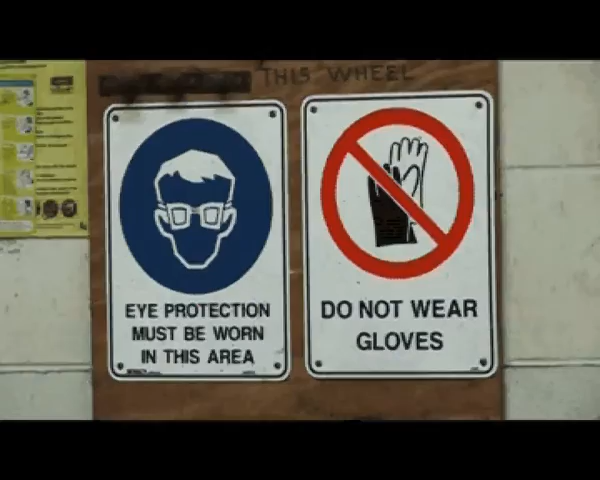 THIS WHEEL
EYE PROTECTION
MUST BE WORN
IN THIS AREA
DO NOT WEAR
GLOVES